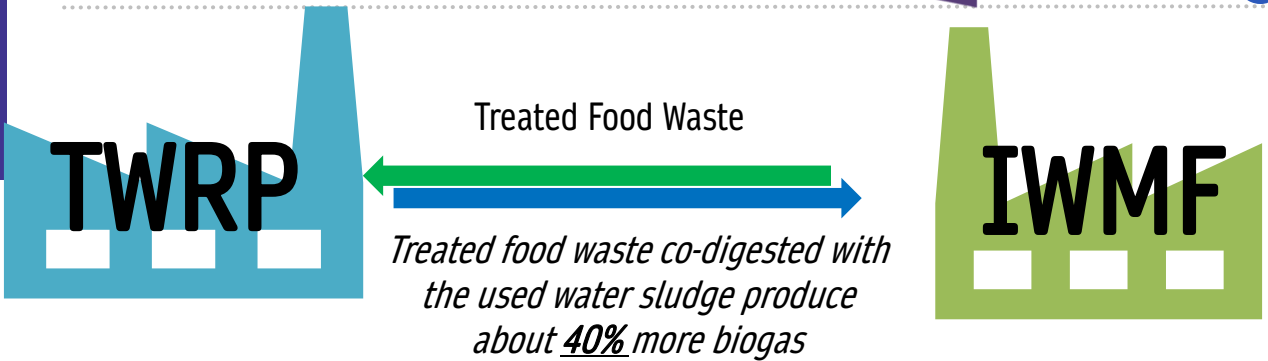 Treated Food Waste
TWRP
IWMF
Treated food waste co-digested with
the used water sludge produce
about 40% more biogas